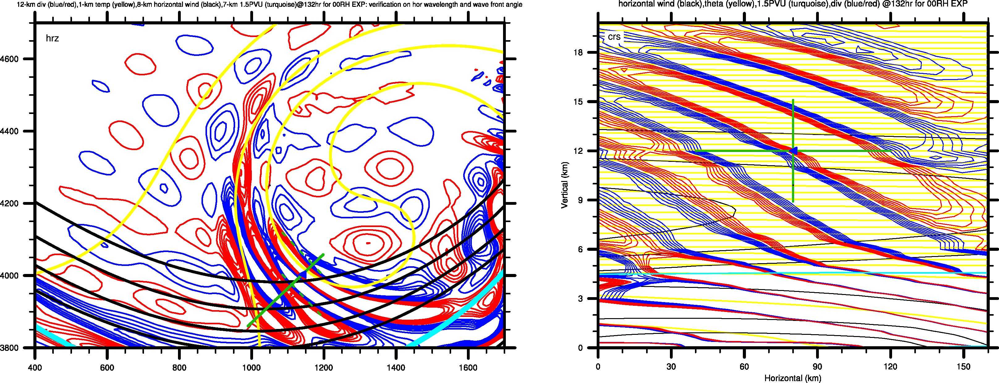 12-km div (blue/red),1-km temp (yellow),8-km horizontal wind (black),7-km 1.5PVU (turquoise)@132hr for 00RH EXP: verification on hor wavelength and wave front angle
hrz
4600
4400
4200
4000
3800
400 600 800 1000 1200 1400 1600
horizontal wind (black),theta (yellow),1.5PVU (turquoise),div (blue/red) @132hr for 00RH EXP
crs
Vertical (km)
18
15
12
9
6
3
0
0 30 60 90 120 150
Horizontal (km)